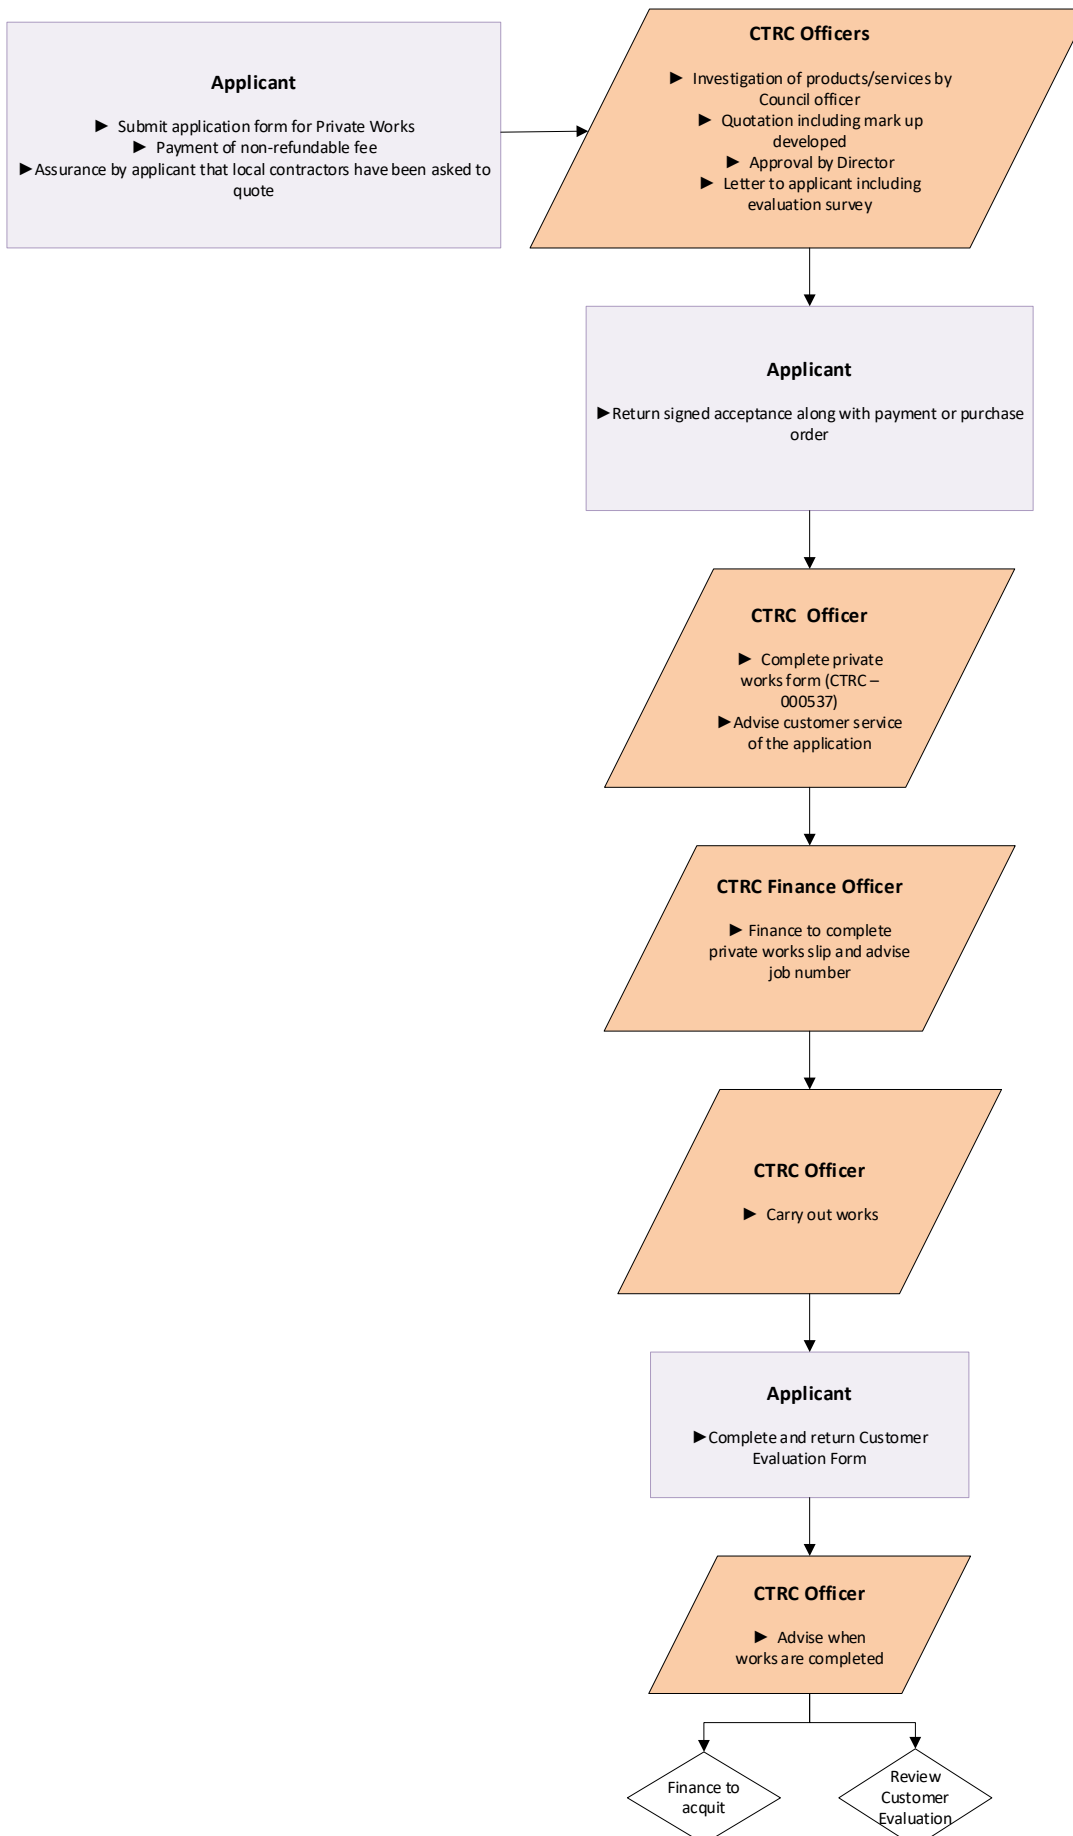 Applicant
► Submit application form for Private Works
► Payment of non-refundable fee
►Assurance by applicant that local contractors have been asked to
quote
CTRC Officers
► Investigation of products/services by
Council officer
► Quotation including mark up
developed
► Approval by Director
► Letter to applicant including
evaluation survey
Applicant
►Return signed acceptance along with payment or purchase
order
CTRC Officer
► Complete private
works form (CTRC –
000537)
►Advise customer service
of the application
CTRC Finance Officer
► Finance to complete
private works slip and advise
job number
CTRC Officer
► Carry out works
Applicant
►Complete and return Customer
Evaluation Form
CTRC Officer
► Advise when
works are completed
Finance to
acquit
Review
Customer
Evaluation